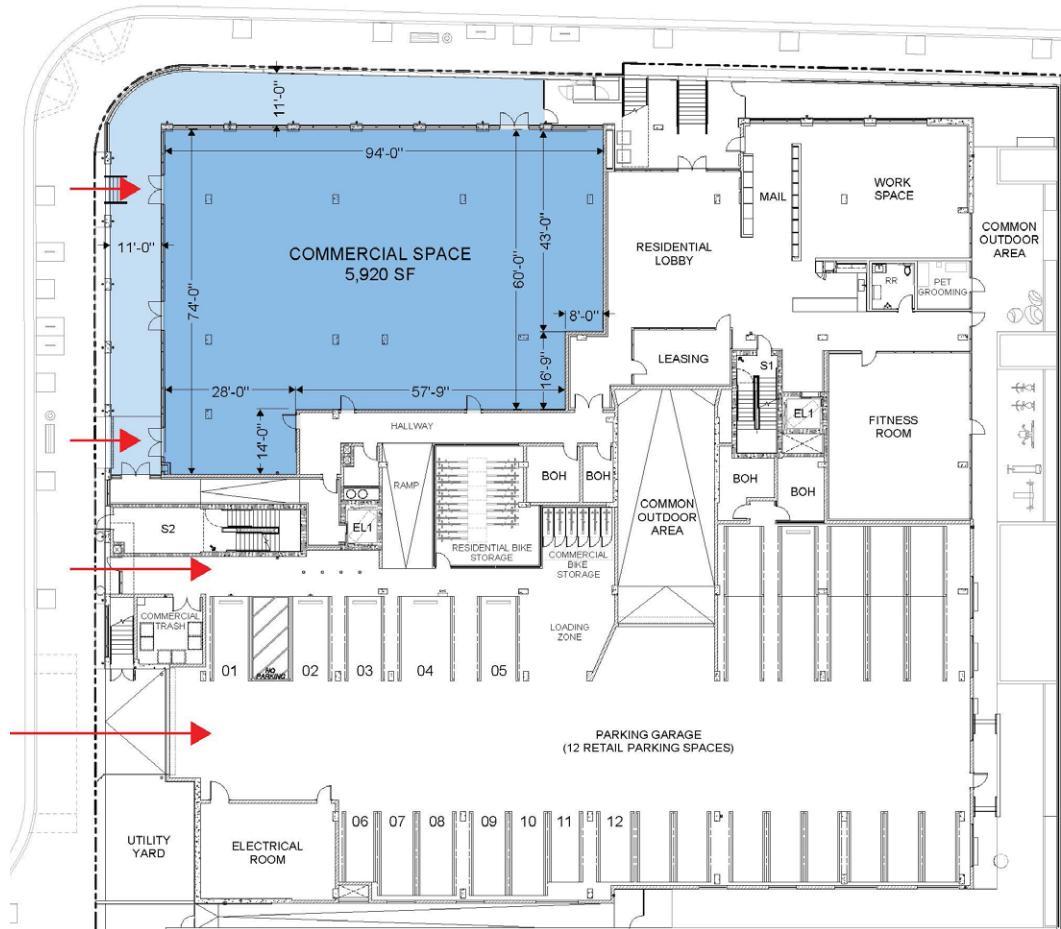 11'-0"
94'-0"
MAIL
WORK
SPACE
COMMON
OUTDOOR
AREA
11'-0"
COMMERCIAL SPACE
5,920 SF
74'-0"
60'-0"
43'-0"
RESIDENTIAL
LOBBY
RR
PET
GROOMING
8'-0"
16'-9"
LEASING
S1
28'-0"
57'-9"
EL1
FITNESS
ROOM
14'-0"
HALLWAY
BOH
BOH
BOH
BOH
RAMP
COMMON
OUTDOOR
AREA
S2
EL1
RESIDENTIAL BIKE
STORAGE
COMMERCIAL
BIKE
STORAGE
COMMERCIAL
TRASH
LOADING
ZONE
01
NO
PARKING
02
03
04
05
PARKING GARAGE
(12 RETAIL PARKING SPACES)
06
07
08
09
10
11
12
UTILITY
YARD
ELECTRICAL
ROOM